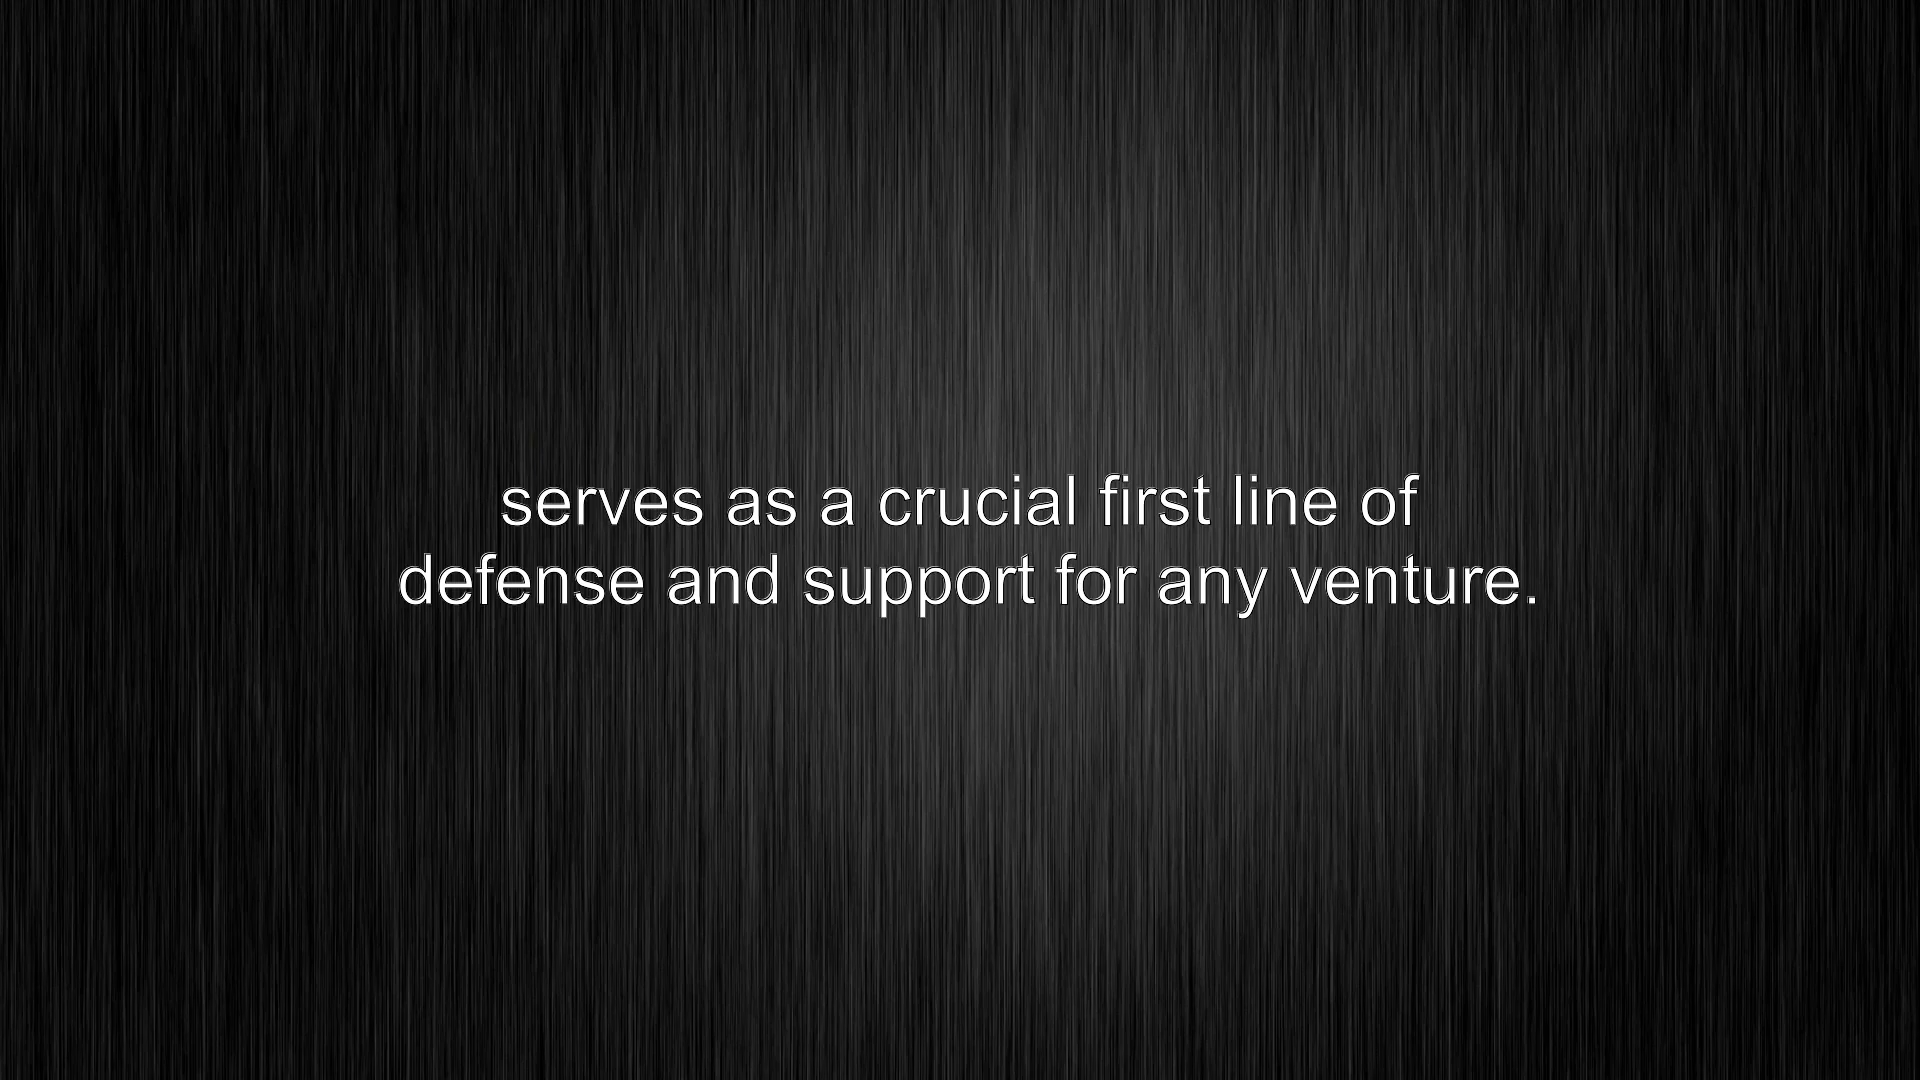 serves as a crucial first line of
defense and support for any venture.